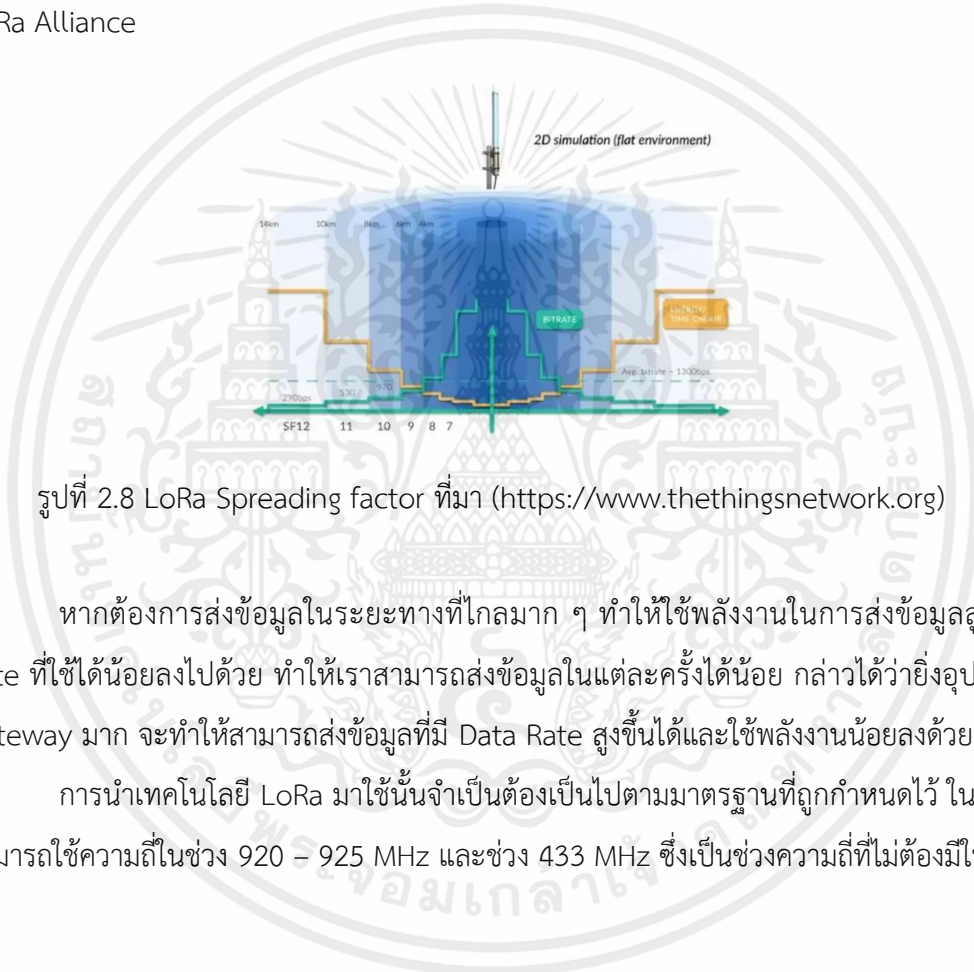 Ra Alliance
2D simulation (flat environment)
14km 10km 8km 6km 4km
BITRATE
ENERGY/
TIME ON AIR
Avg. bitrate ~ 1300bps
290bps 530 970
SF12 11 10 9 8 7
รูปที่ 2.8 LoRa Spreading factor ที่มา (https://www.thethingsnetwork.org)
หากต้องการส่งข้อมูลในระยะทางที่ไกลมาก ๆ ทำให้ใช้พลังงานในการส่งข้อมูลสู
te ที่ใช้ได้น้อยลงไปด้วย ทำให้เราสามารถส่งข้อมูลในแต่ละครั้งได้น้อย กล่าวได้ว่ายิ่งอุป
teway มาก จะทำให้สามารถส่งข้อมูลที่มี Data Rate สูงขึ้นได้และใช้พลังงานน้อยลงด้วย
การนำเทคโนโลยี LoRa มาใช้นั้นจำเป็นต้องเป็นไปตามมาตรฐานที่ถูกกำหนดไว้ ใน
มารถใช้ความถี่ในช่วง 920 – 925 MHz และช่วง 433 MHz ซึ่งเป็นช่วงความถี่ที่ไม่ต้องมีใ